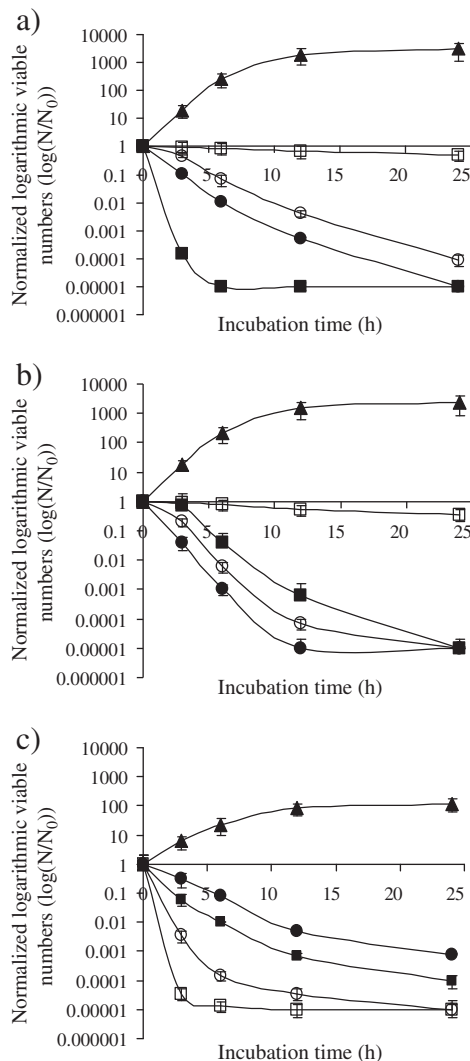 a)
Normalized logarithmic viable
numbers (log(N/N0))
10000
1000
100
10
1
0.1
0.01
0.001
0.0001
0.00001
0.000001
0 5 10 15 20 25
Incubation time (h)
b)
Normalized logarithmic viable
numbers (log(N/N0))
10000
1000
100
10
1
0.1
0.01
0.001
0.0001
0.00001
0.000001
0 5 10 15 20 25
Incubation time (h)
c)
Normalized logarithmic viable
numbers (log(N/N0))
10000
1000
100
10
1
0.1
0.01
0.001
0.0001
0.00001
0.000001
0 5 10 15 20 25
Incubation time (h)